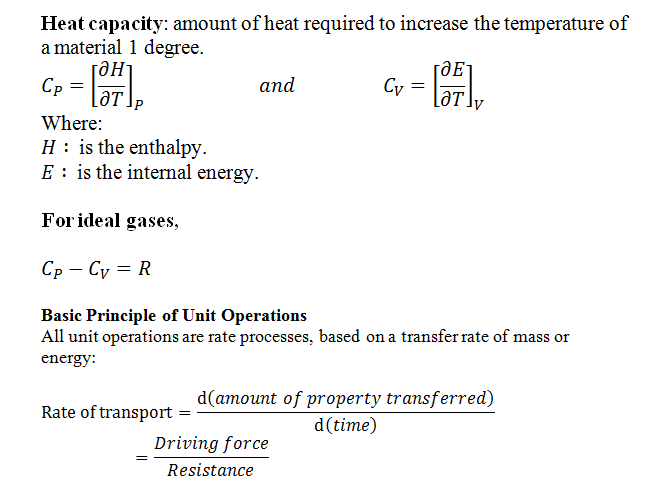 Heat capacity: amount of heat required to increase the temperature of
a material 1 degree.
C_P = [∂H/∂T]_P and C_V = [∂E/∂T]_V
Where:
H : is the enthalpy.
E : is the internal energy.
For ideal gases,
C_P − C_V = R
Basic Principle of Unit Operations
All unit operations are rate processes, based on a transfer rate of mass or
energy:
Rate of transport = d(amount of property transferred)/d(time)
= Driving force/Resistance